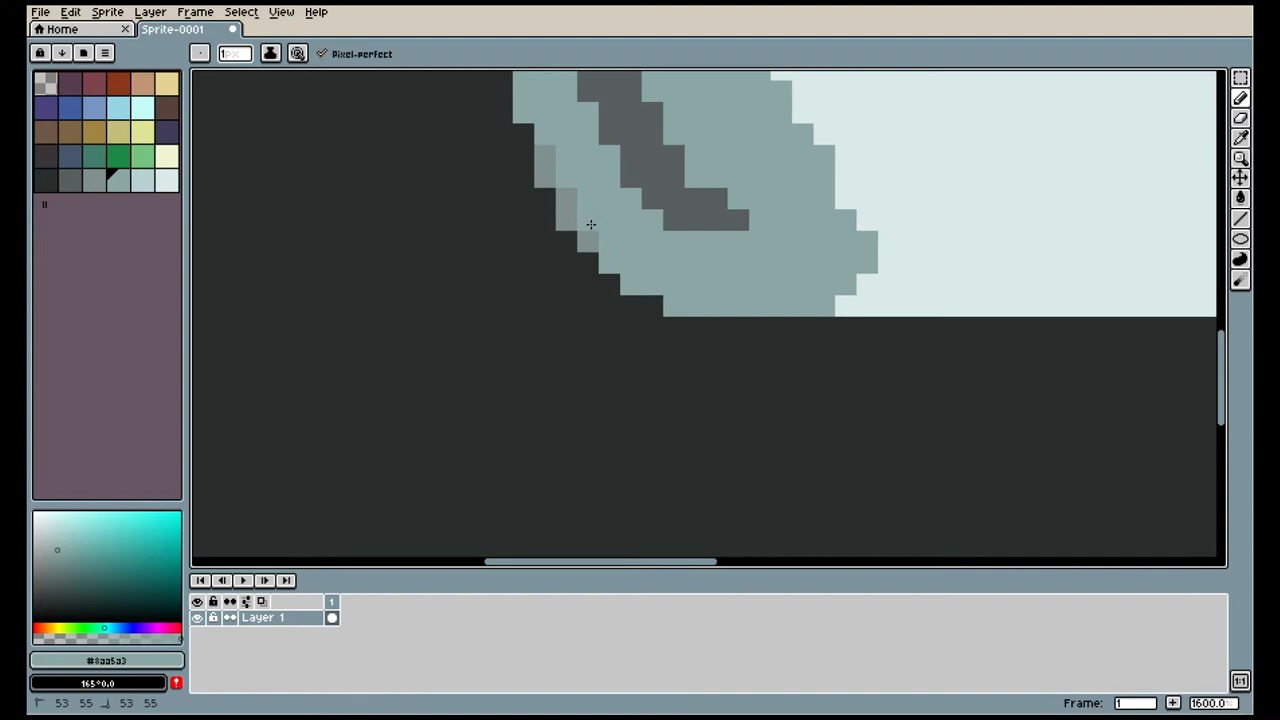 File Edit Sprite Layer Frame Select View Help
Home Sprite-0001
Pixel-perfect
#8aa5a3
165*0.0
53 55 53 55
1
Layer 1
Frame: 1 1600.0
1:1